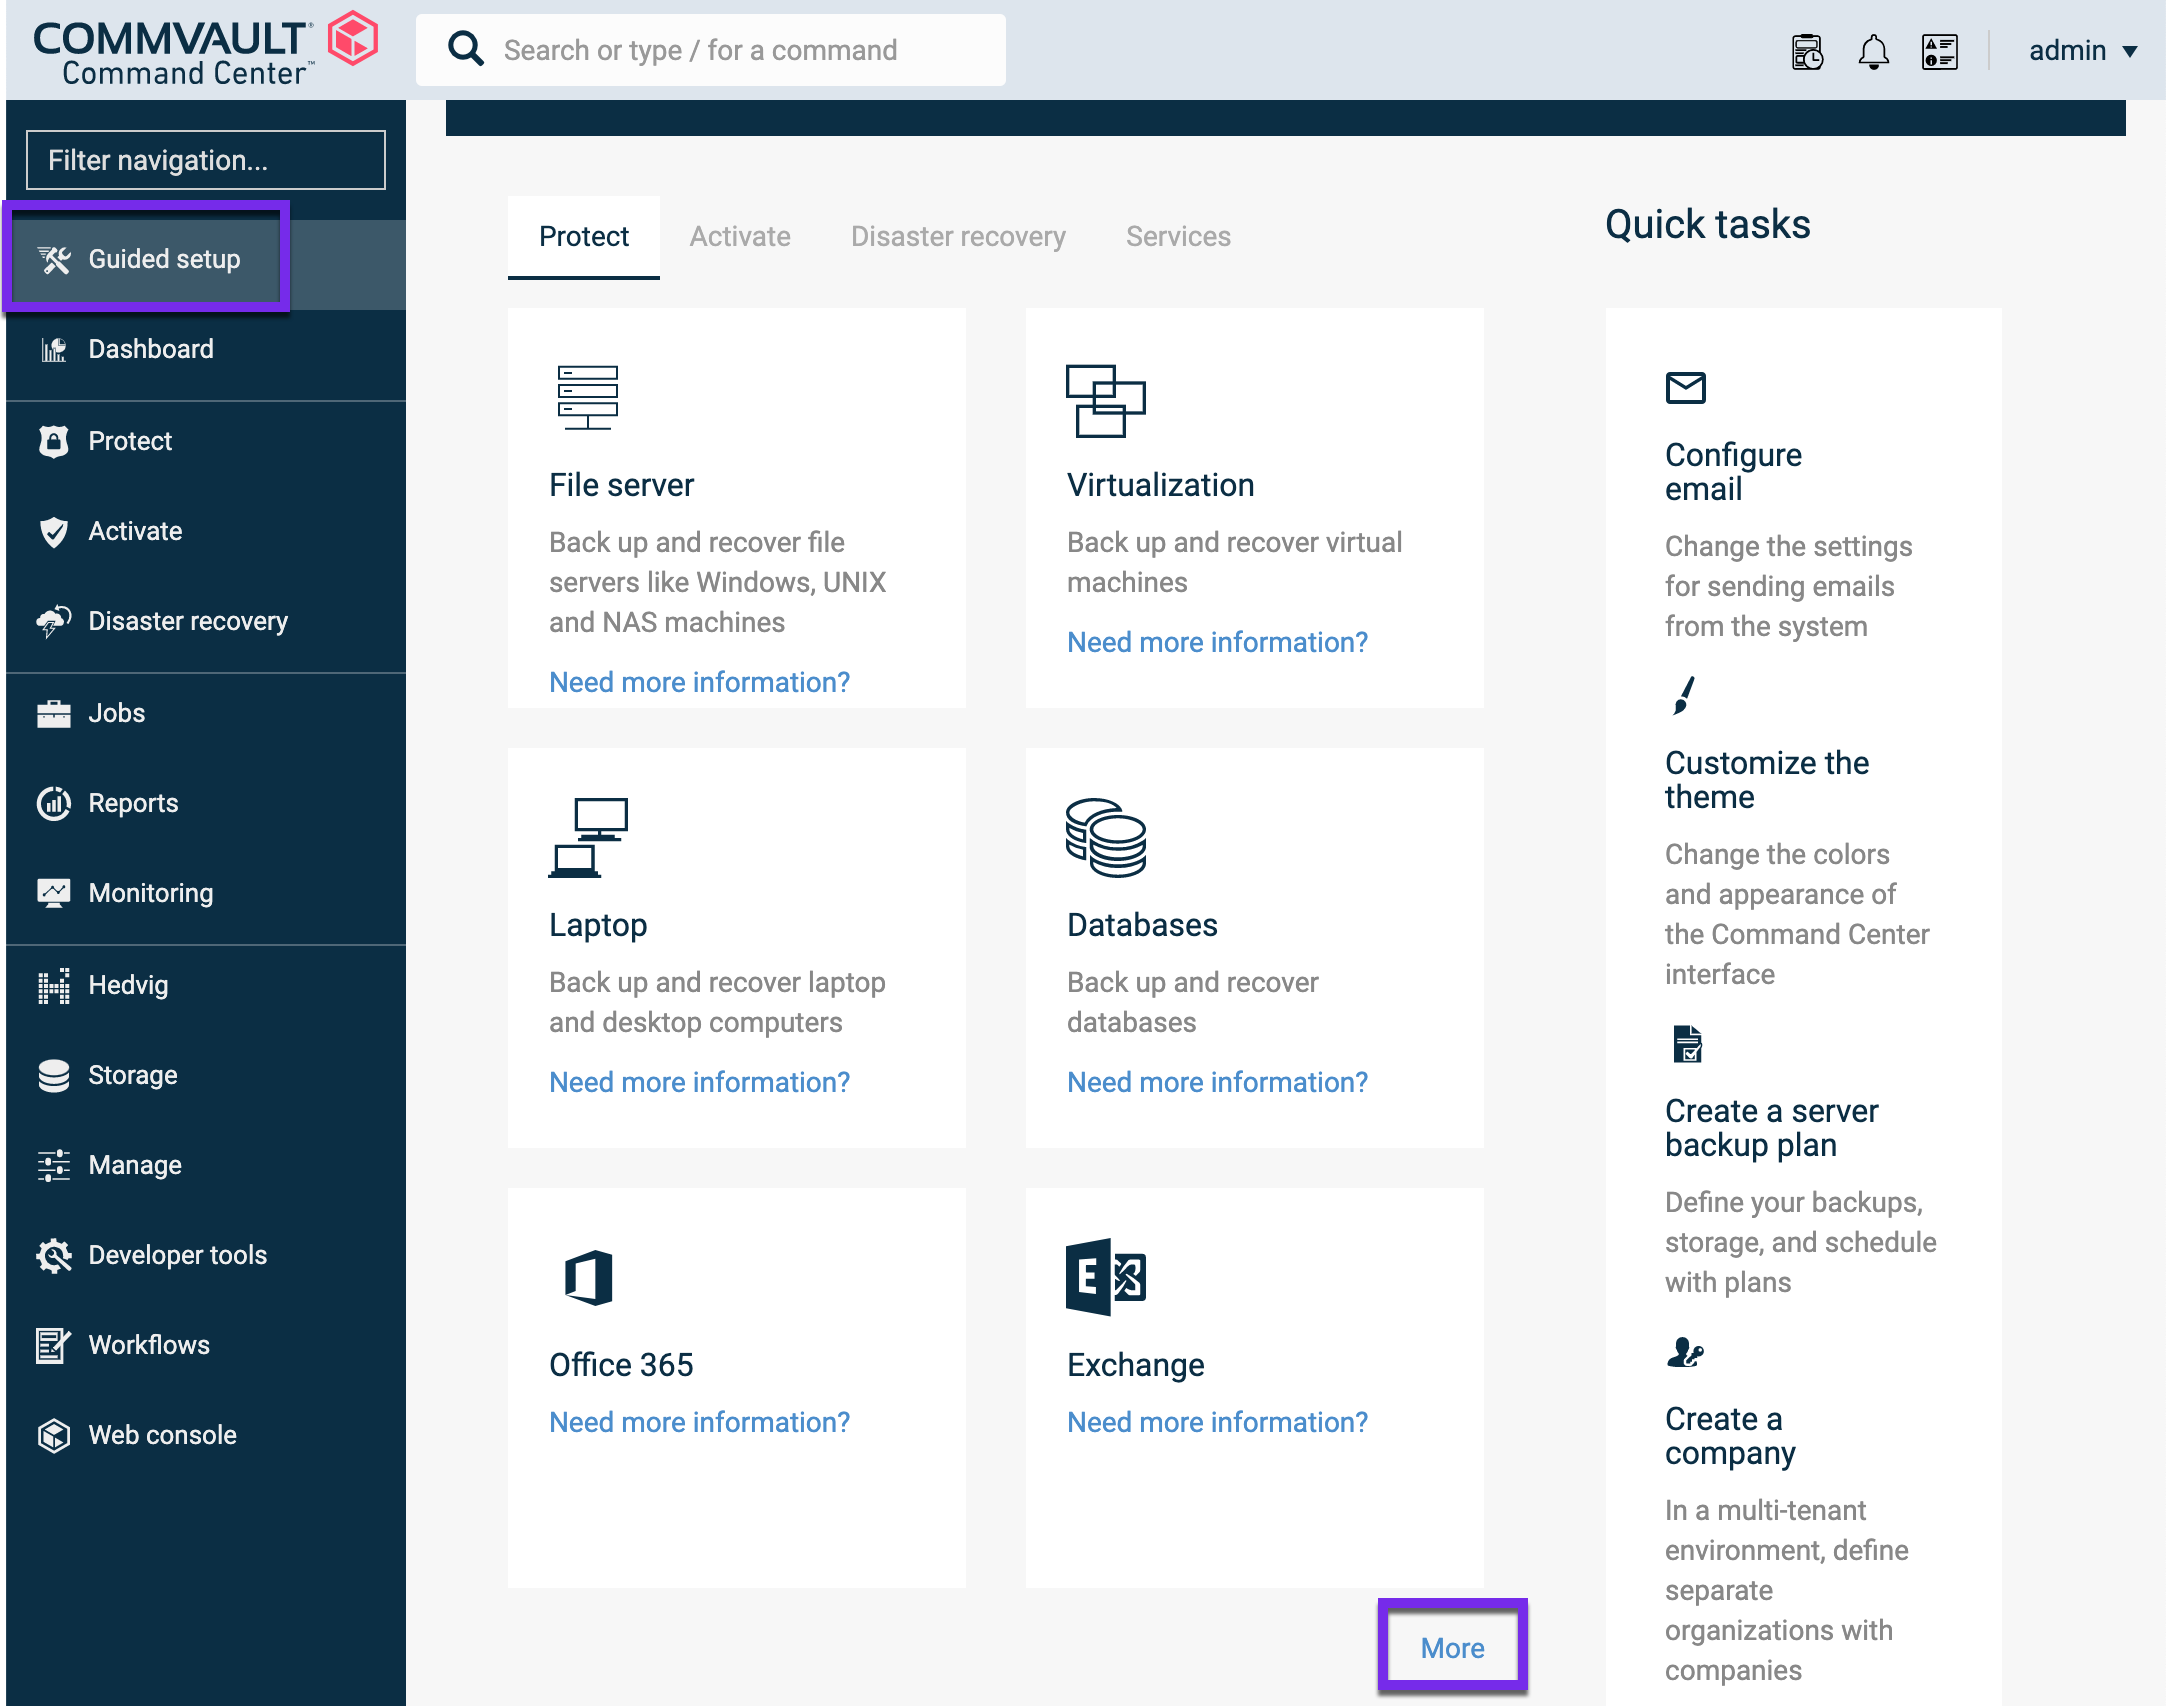 COMMVAULT®
Command Center™
Search or type / for a command
admin
Filter navigation...
Guided setup
Dashboard
Protect
Activate
Disaster recovery
Jobs
Reports
Monitoring
Hedvig
Storage
Manage
Developer tools
Workflows
Web console
Protect
Activate
Disaster recovery
Services
File server
Back up and recover file
servers like Windows, UNIX
and NAS machines
Need more information?
Virtualization
Back up and recover virtual
machines
Need more information?
Laptop
Back up and recover laptop
and desktop computers
Need more information?
Databases
Back up and recover
databases
Need more information?
Office 365
Need more information?
E
Exchange
Need more information?
More
Quick tasks
Configure
email
Change the settings
for sending emails
from the system
Customize the
theme
Change the colors
and appearance of
the Command Center
interface
Create a server
backup plan
Define your backups,
storage, and schedule
with plans
Create a
company
In a multi-tenant
environment, define
separate
organizations with
companies